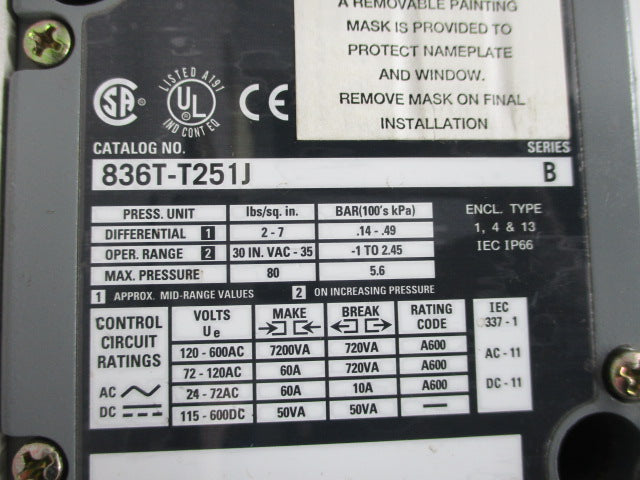 A REMOVABLE PAINTING
MASK IS PROVIDED TO
PROTECT NAMEPLATE
AND WINDOW.
REMOVE MASK ON FINAL
INSTALLATION
LISTED A191
UL
IND CONT EQ
SA
CE
CATALOG NO.
SERIES
836T-T251J
B
PRESS. UNIT lbs/sq. in. BAR(100's kPa)
DIFFERENTIAL 1 2 - 7 .14 - .49
OPER. RANGE 2 30 IN. VAC - 35 -1 TO 2.45
MAX. PRESSURE 80 5.6
ENCL. TYPE
1, 4 & 13
IEC IP66
1 APPROX. MID-RANGE VALUES 2 ON INCREASING PRESSURE
CONTROL
CIRCUIT
RATINGS
AC
DC
VOLTS Ue MAKE BREAK RATING CODE
120 - 600AC 7200VA 720VA A600
72 - 120AC 60A 720VA A600
24 - 72AC 60A 10A A600
115 - 600DC 50VA 50VA —
IEC
337 - 1
AC - 11
DC - 11